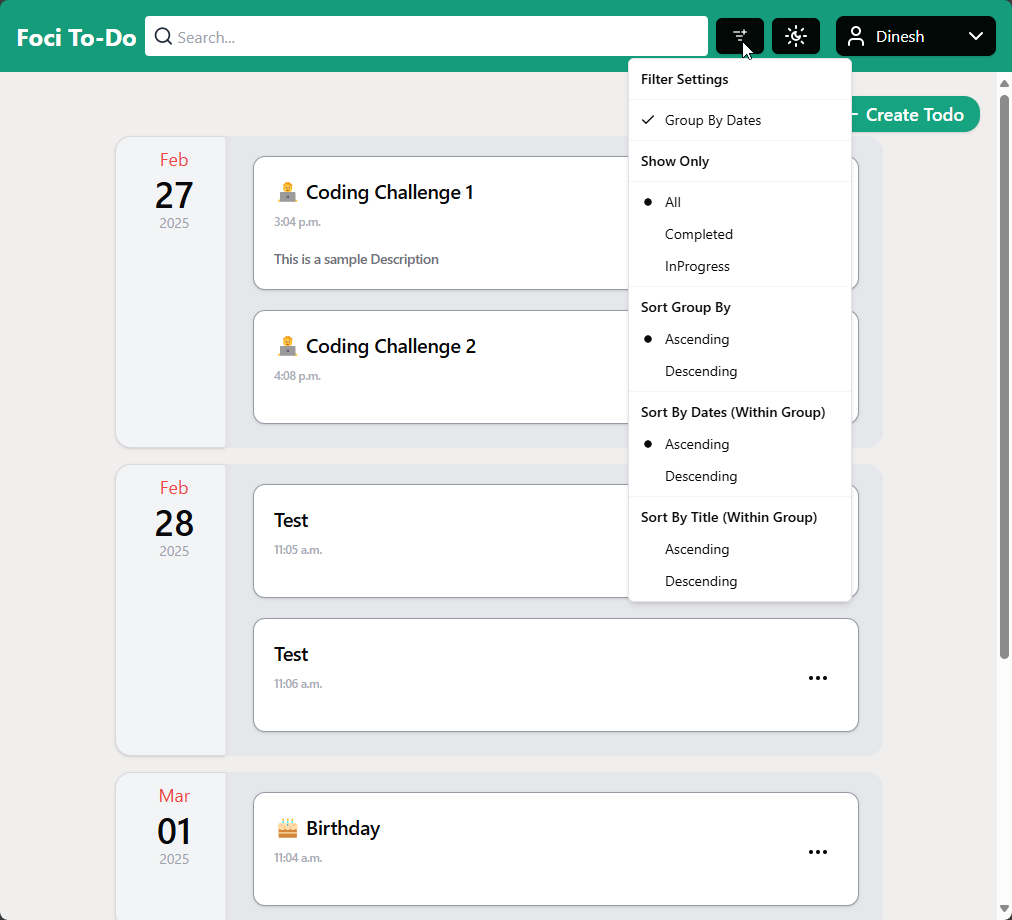 Foci To-Do
Search...
Dinesh
Filter Settings
Group By Dates
Show Only
All
Completed
InProgress
Sort Group By
Ascending
Descending
Sort By Dates (Within Group)
Ascending
Descending
Sort By Title (Within Group)
Ascending
Descending
Create Todo
Feb
27
2025
Coding Challenge 1
3:04 p.m.
This is a sample Description
Coding Challenge 2
4:08 p.m.
Feb
28
2025
Test
11:05 a.m.
Test
11:06 a.m.
Mar
01
2025
Birthday
11:04 a.m.